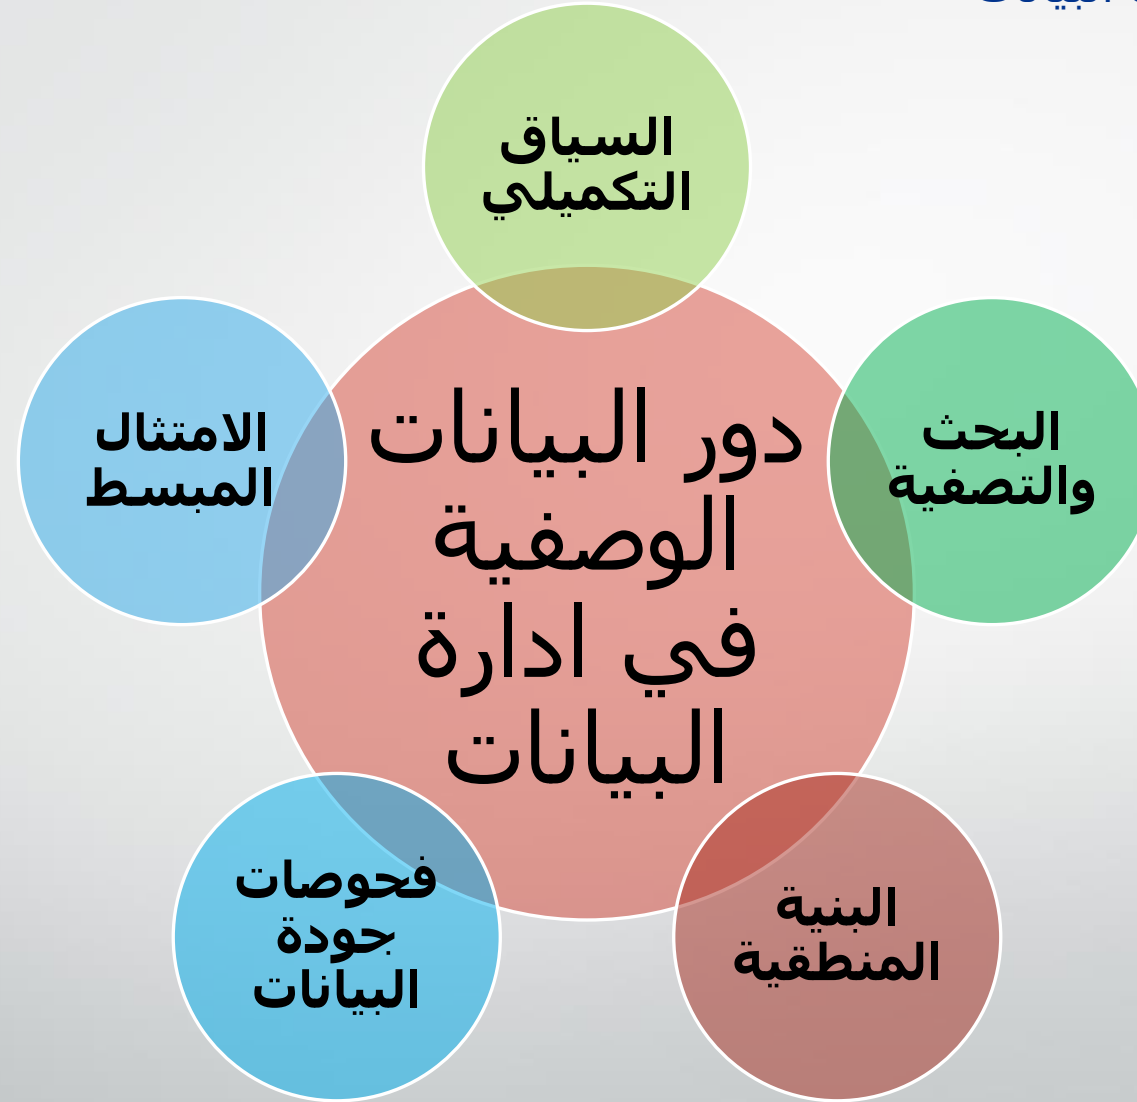 السياق
التكميلي
البحث
والتصفية
البنية
المنطقية
فحوصات
جودة
البيانات
الامتثال
المبسط
دور البيانات
الوصفية
في ادارة
البيانات